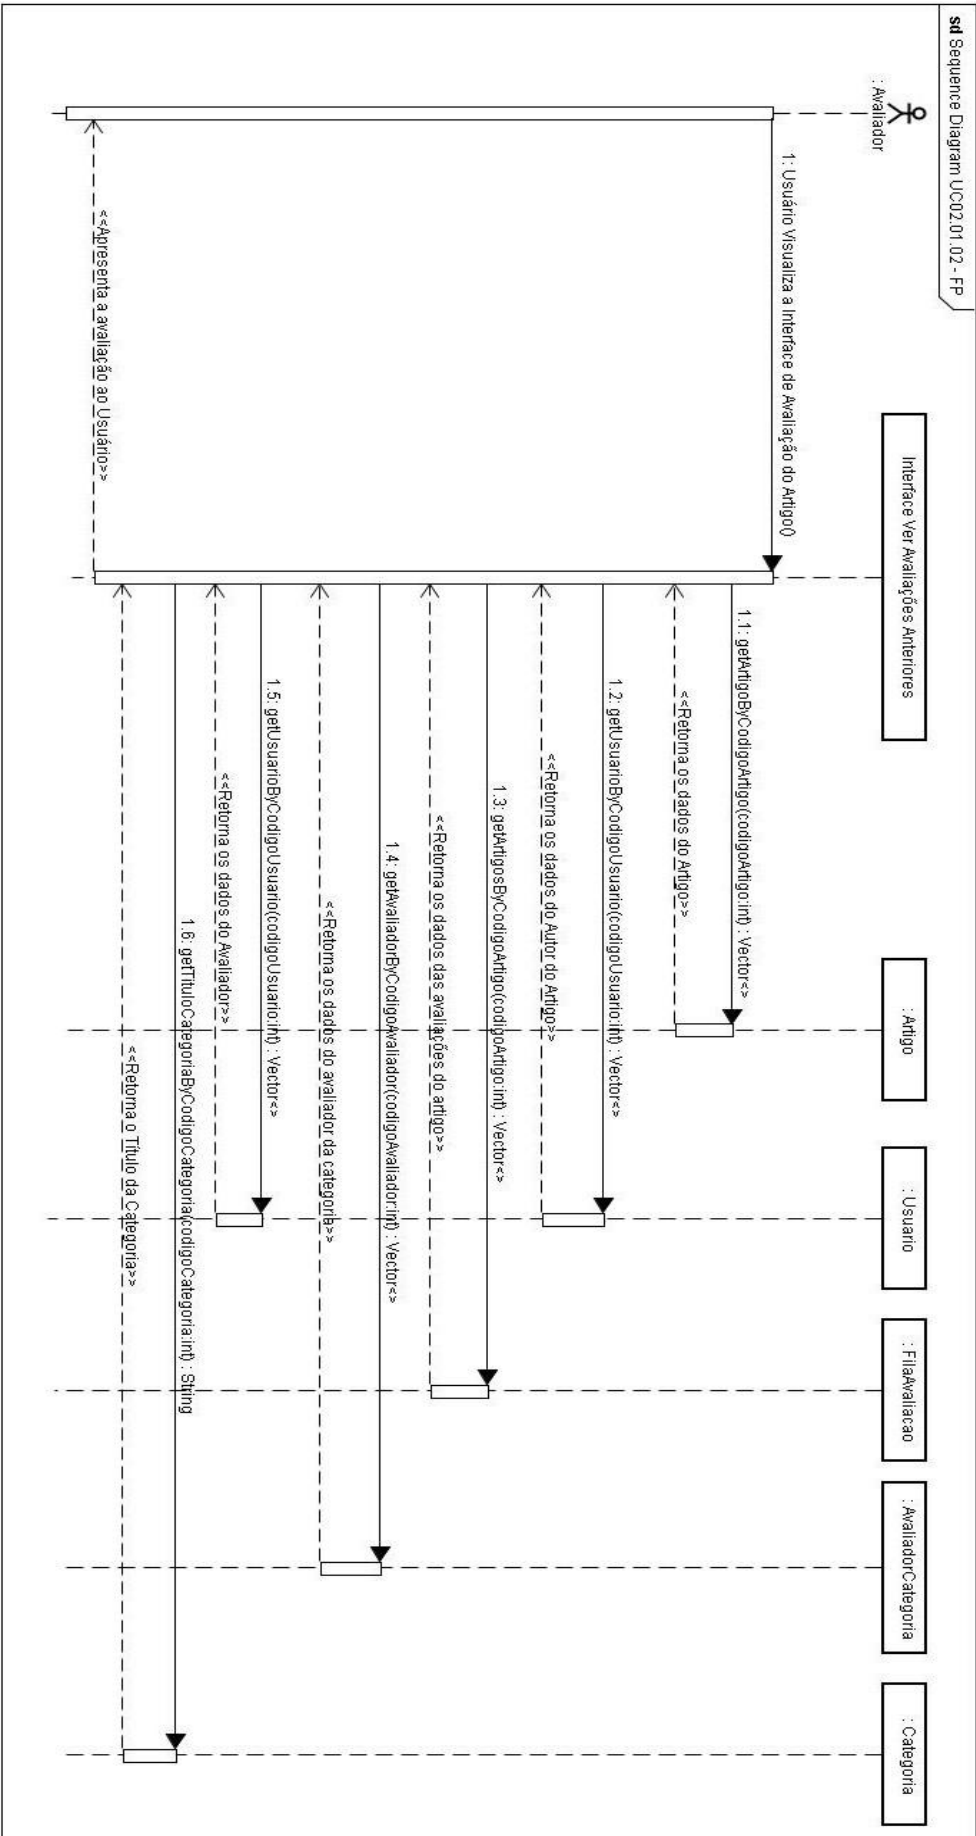 sd Sequence Diagram UC02.01.02 - FP
: Avaliador
Interface Ver Avaliações Anteriores
: Artigo
: Usuario
: FilaAvaliacao
: AvaliadorCategoria
: Categoria
1: Usuário Visualiza a Interface de Avaliação do Artigo()
1.1: getArtigoByCodigoArtigo(codigoArtigo:int) : Vector<>
<<Retorna os dados do Artigo>>
1.2: getUsuarioByCodigoUsuario(codigoUsuario:int) : Vector<>
<<Retorna os dados do Autor do Artigo>>
1.3: getArtigosByCodigoArtigo(codigoArtigo:int) : Vector<>
<<Retorna os dados das avaliações do artigo>>
1.4: getAvaliadorByCodigoAvaliador(codigoAvaliador:int) : Vector<>
<<Retorna os dados do avaliador da categoria>>
1.5: getUsuarioByCodigoUsuario(codigoUsuario:int) : Vector<>
<<Retorna os dados do Avaliador>>
1.6: getTituloCategoriaByCodigoCategoria(codigoCategoria:int) : String
<<Retorna o Título da Categoria>>
<<Apresenta a avaliação ao Usuário>>